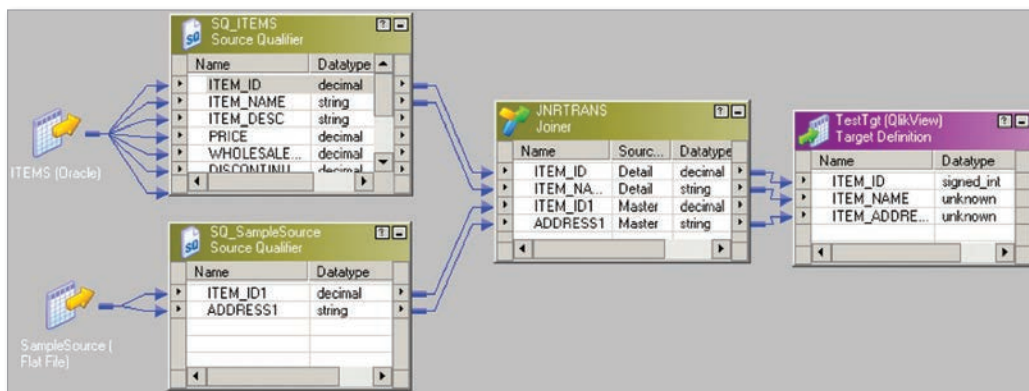 SQ_ITEMS
Source Qualifier
Name Datatype
ITEM_ID decimal
ITEM_NAME string
ITEM_DESC string
PRICE decimal
WHOLESALE... decimal
DISCONTINU decimal
ITEMS (Oracle)
JNRTRANS
Joiner
Name Sourc... Datatype
ITEM_ID Detail decimal
ITEM_NA... Detail string
ITEM_ID1 Master decimal
ADDRESS1 Master string
TestTgt (QlikView)
Target Definition
Name Datatype
ITEM_ID signed_int
ITEM_NAME unknown
ITEM_ADDRE... unknown
SQ_SampleSource
Source Qualifier
Name Datatype
ITEM_ID1 decimal
ADDRESS1 string
SampleSource (
Flat File)